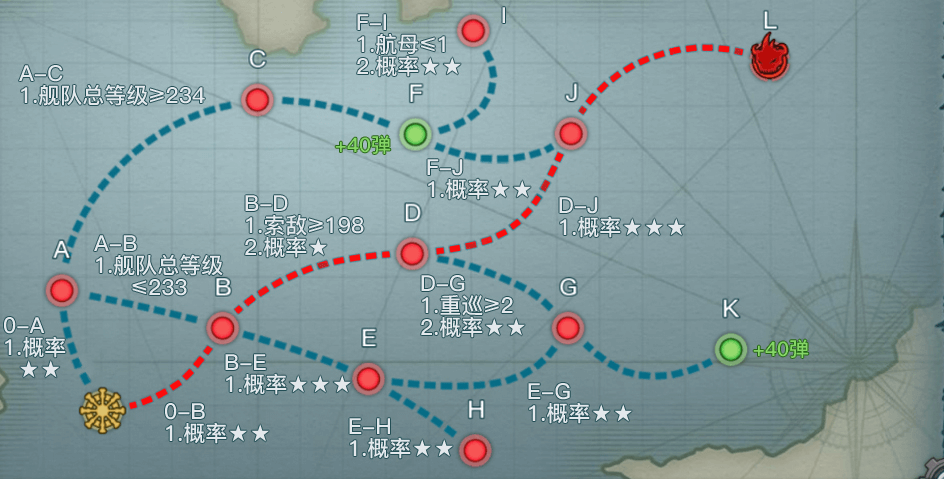 F-I
1.航母≤1
2.概率★★
I
L
C
A-C
1.舰队总等级≥234
F
+40弹
J
F-J
1.概率★★
B-D
1.索敌≥198
2.概率★
D
D-J
1.概率★★★
A
A-B
1.舰队总等级
≤233
B
D-G
1.重巡≥2
2.概率★★
G
K
+40弹
0-A
1.概率
★★
E
B-E
1.概率★★★
0-B
1.概率★★
E-G
1.概率★★
E-H
1.概率★★
H